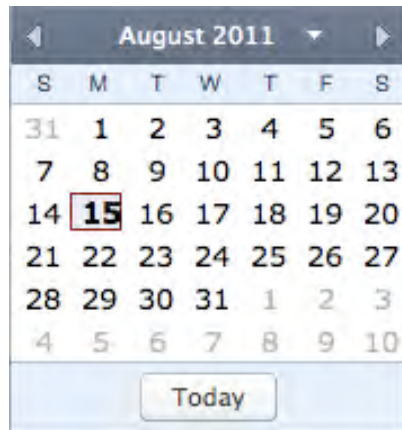 August 2011
S M T W T F S
31 1 2 3 4 5 6
7 8 9 10 11 12 13
14 15 16 17 18 19 20
21 22 23 24 25 26 27
28 29 30 31 1 2 3
4 5 6 7 8 9 10
Today